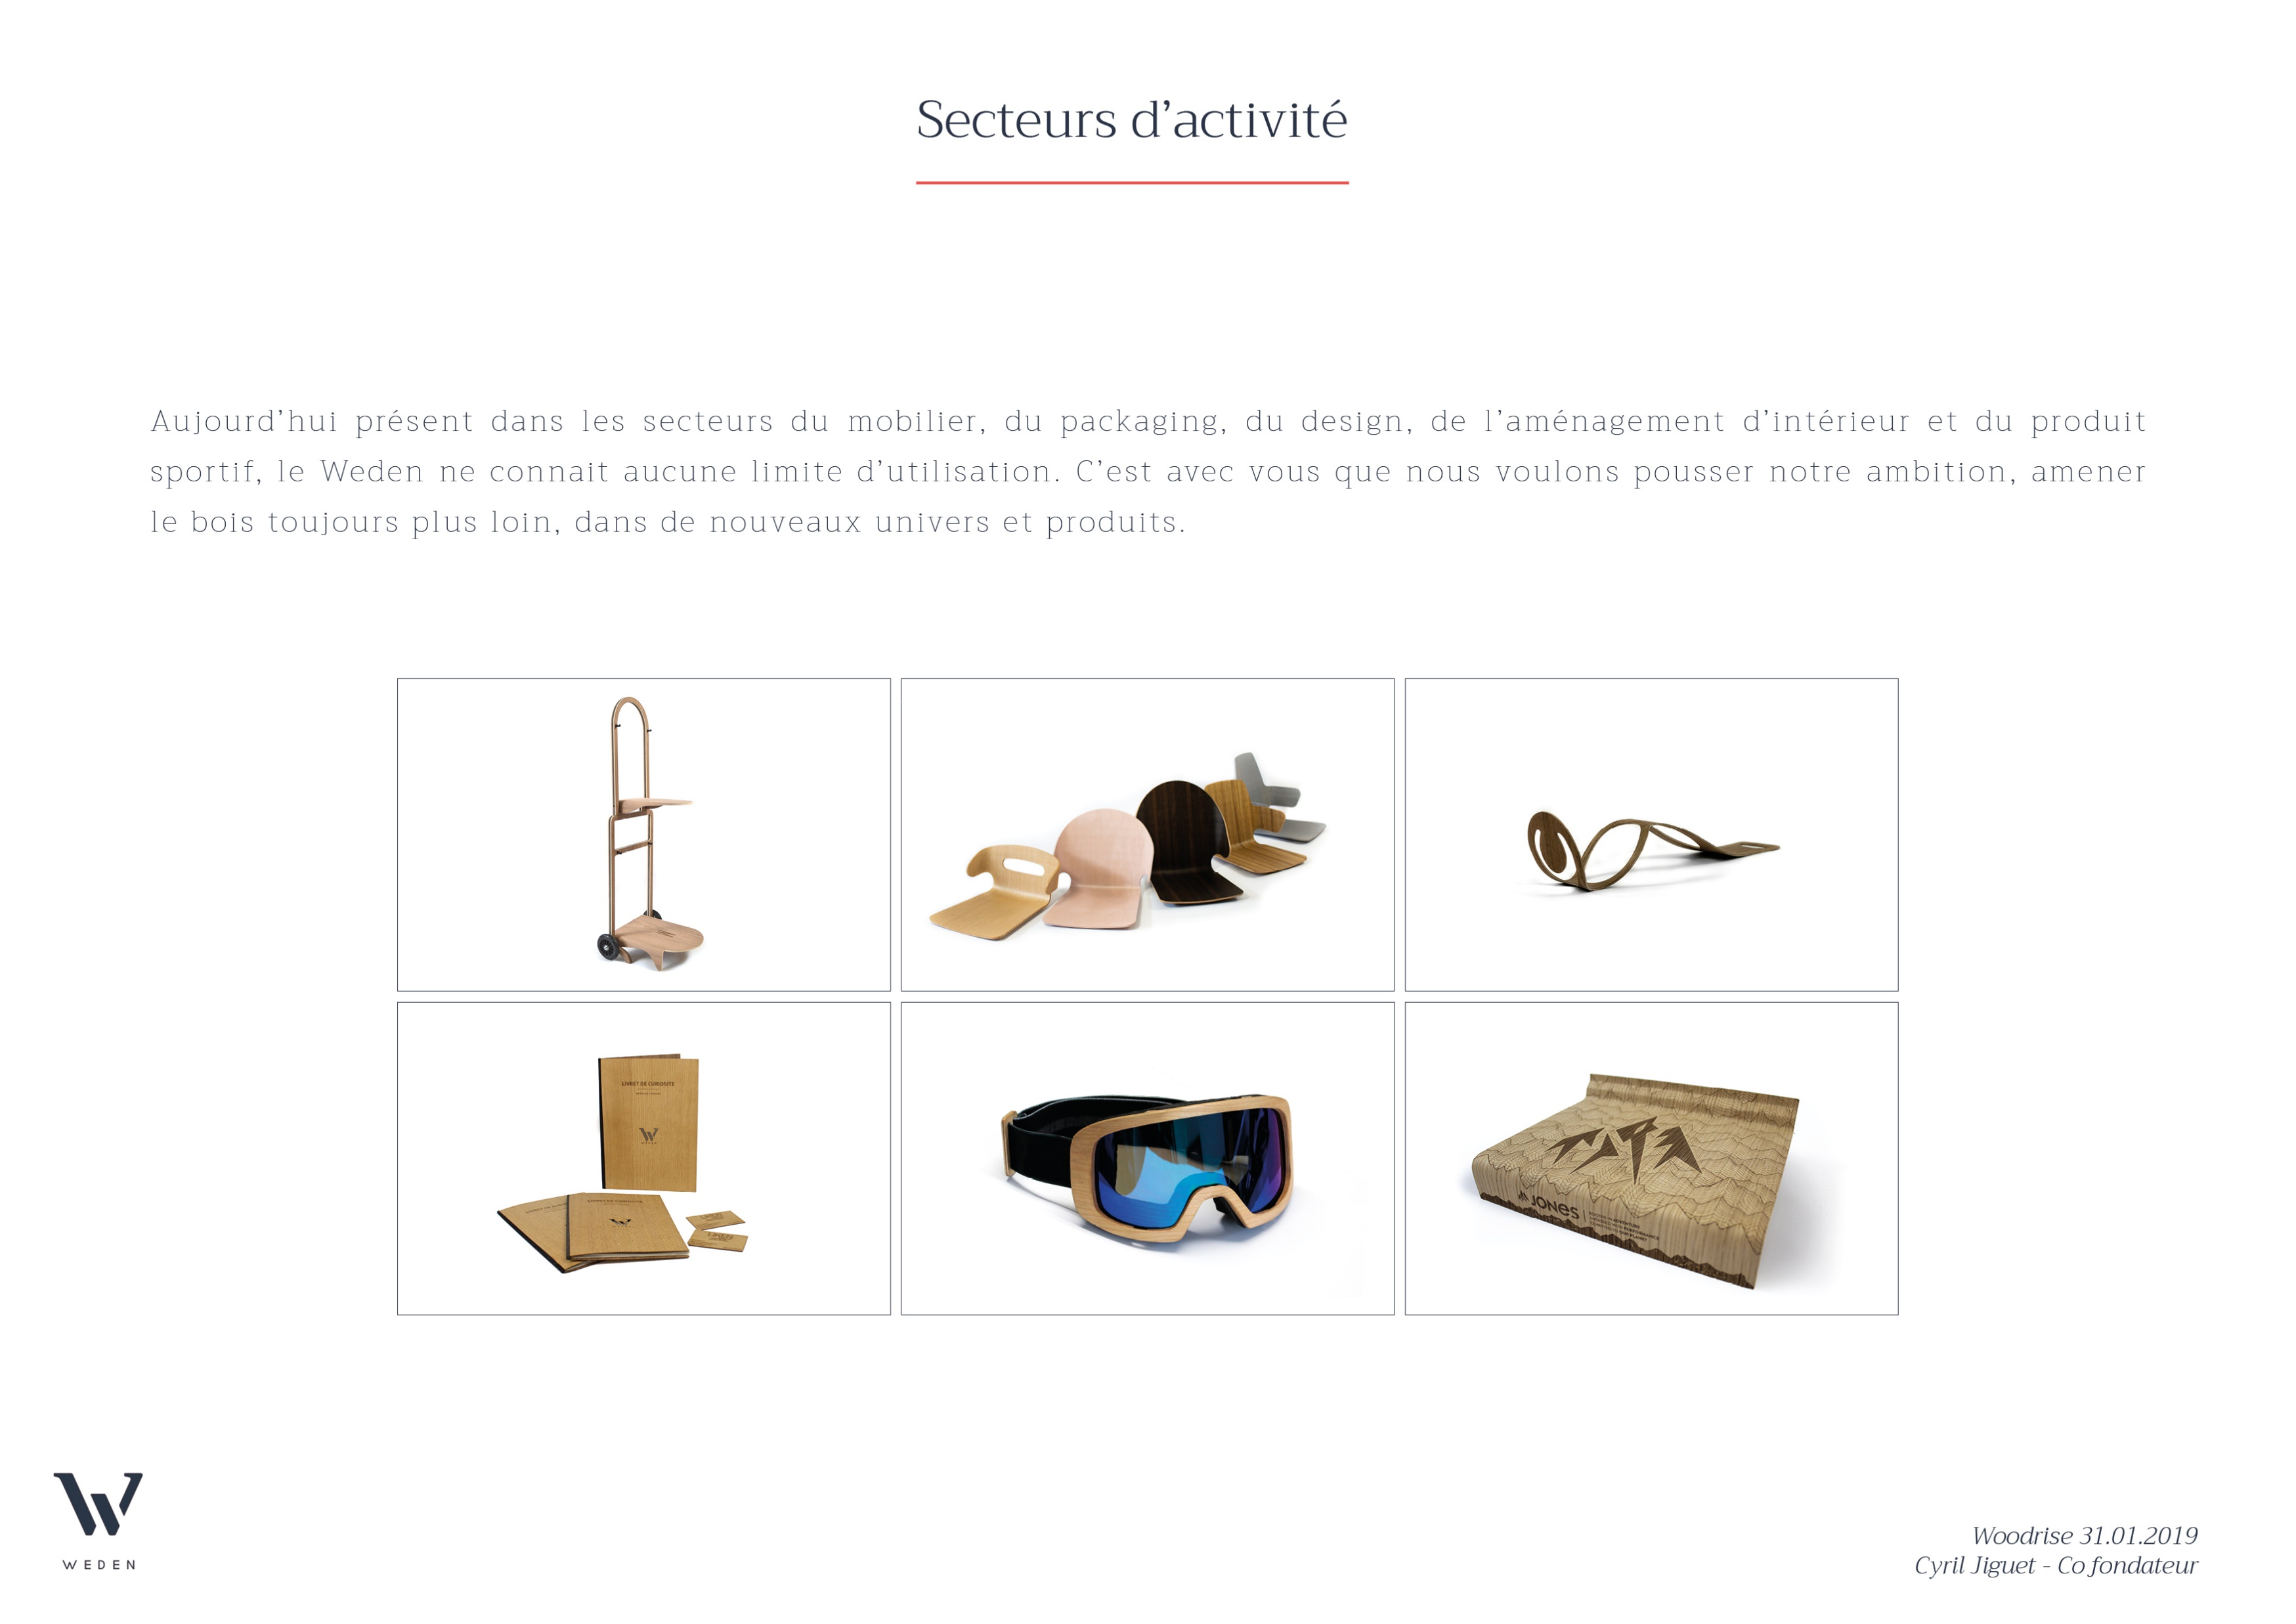 Secteurs d’activité
Aujourd’hui présent dans les secteurs du mobilier, du packaging, du design, de l’aménagement d’intérieur et du produit
sportif, le Weden ne connait aucune limite d’utilisation. C’est avec vous que nous voulons pousser notre ambition, amener
le bois toujours plus loin, dans de nouveaux univers et produits.
LIVRET DE CURIOSITÉ
JONES
WEDEN
Woodrise 31.01.2019
Cyril Jiguet - Co fondateur